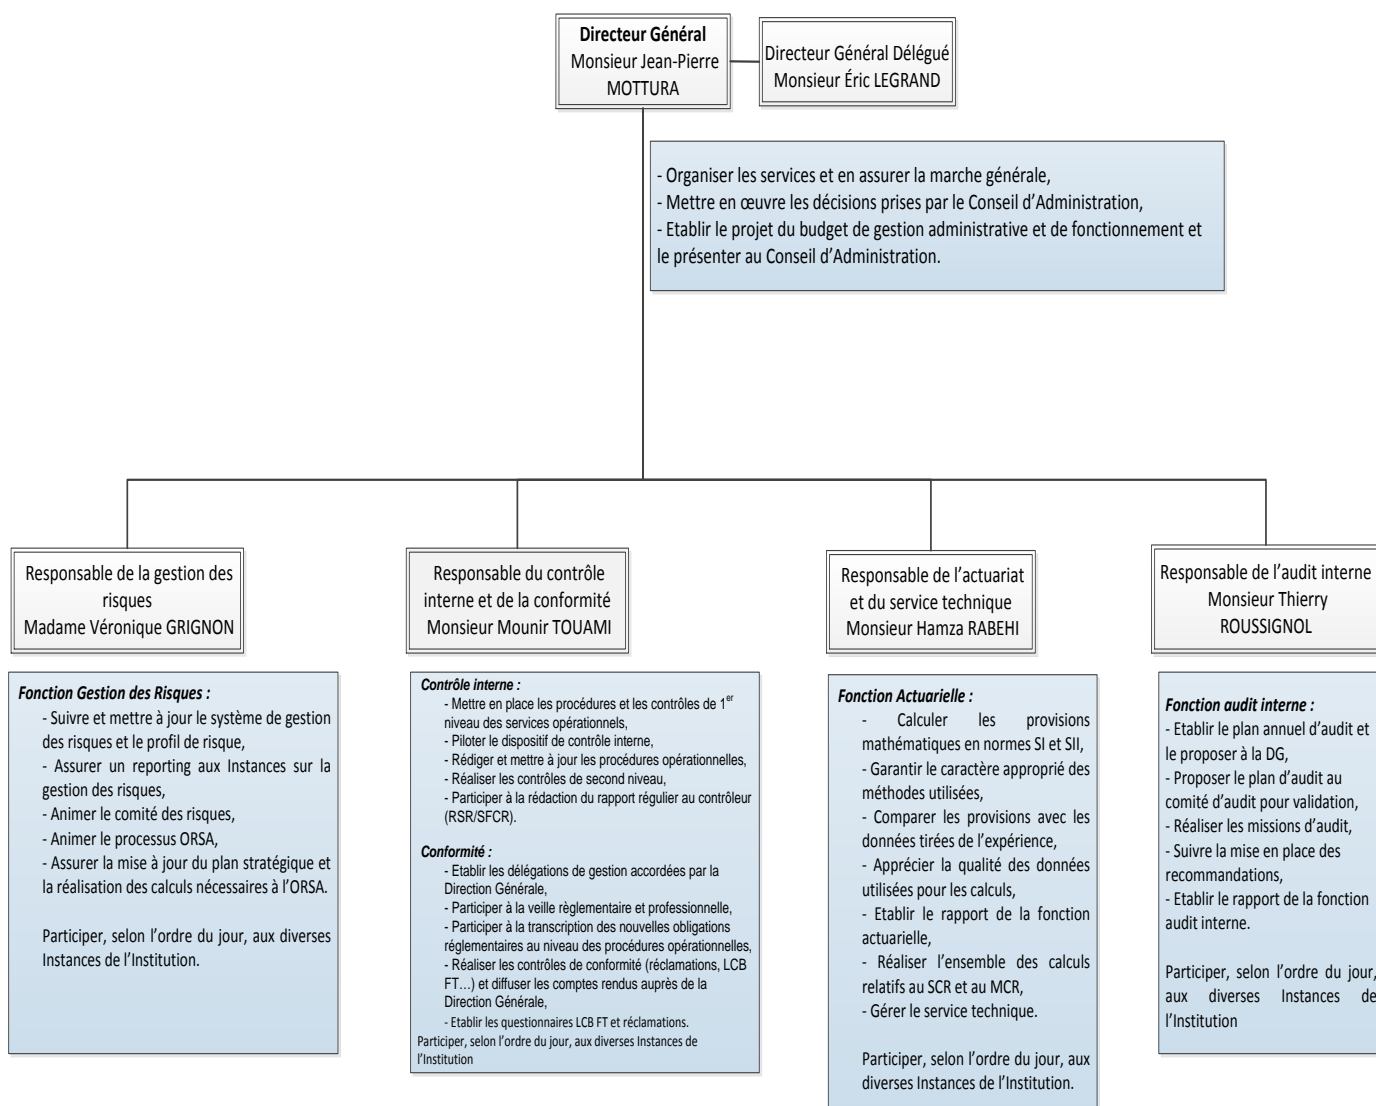 Directeur Général
Monsieur Jean-Pierre
MOTTURA
Directeur Général Délégué
Monsieur Éric LEGRAND
- Organiser les services et en assurer la marche générale,
- Mettre en œuvre les décisions prises par le Conseil d’Administration,
- Etablir le projet du budget de gestion administrative et de fonctionnement et
le présenter au Conseil d’Administration.
Responsable de la gestion des
risques
Madame Véronique GRIGNON
Responsable du contrôle
interne et de la conformité
Monsieur Mounir TOUAMI
Responsable de l’actuariat
et du service technique
Monsieur Hamza RABEHI
Responsable de l’audit interne
Monsieur Thierry
ROUSSIGNOL
Fonction Gestion des Risques :
- Suivre et mettre à jour le système de gestion
des risques et le profil de risque,
- Assurer un reporting aux Instances sur la
gestion des risques,
- Animer le comité des risques,
- Animer le processus ORSA,
- Assurer la mise à jour du plan stratégique et
la réalisation des calculs nécessaires à l’ORSA.
Participer, selon l’ordre du jour, aux diverses
Instances de l’Institution.
Contrôle interne :
- Mettre en place les procédures et les contrôles de 1er
niveau des services opérationnels,
- Piloter le dispositif de contrôle interne,
- Rédiger et mettre à jour les procédures opérationnelles,
- Réaliser les contrôles de second niveau,
- Participer à la rédaction du rapport régulier au contrôleur
(RSR/SFCR).
Conformité :
- Etablir les délégations de gestion accordées par la
Direction Générale,
- Participer à la veille règlementaire et professionnelle,
- Participer à la transcription des nouvelles obligations
réglementaires au niveau des procédures opérationnelles,
- Réaliser les contrôles de conformité (réclamations, LCB
FT…) et diffuser les comptes rendus auprès de la
Direction Générale,
- Etablir les questionnaires LCB FT et réclamations.
Participer, selon l’ordre du jour, aux diverses Instances de
l’Institution
Fonction Actuarielle :
- Calculer les provisions
mathématiques en normes SI et SII,
- Garantir le caractère approprié des
méthodes utilisées,
- Comparer les provisions avec les
données tirées de l’expérience,
- Apprécier la qualité des données
utilisées pour les calculs,
- Etablir le rapport de la fonction
actuarielle,
- Réaliser l’ensemble des calculs
relatifs au SCR et au MCR,
- Gérer le service technique.
Participer, selon l’ordre du jour, aux
diverses Instances de l’Institution.
Fonction audit interne :
- Etablir le plan annuel d’audit et
le proposer à la DG,
- Proposer le plan d’audit au
comité d’audit pour validation,
- Réaliser les missions d’audit,
- Suivre la mise en place des
recommandations,
- Etablir le rapport de la fonction
audit interne.
Participer, selon l’ordre du jour,
aux diverses Instances de
l’Institution